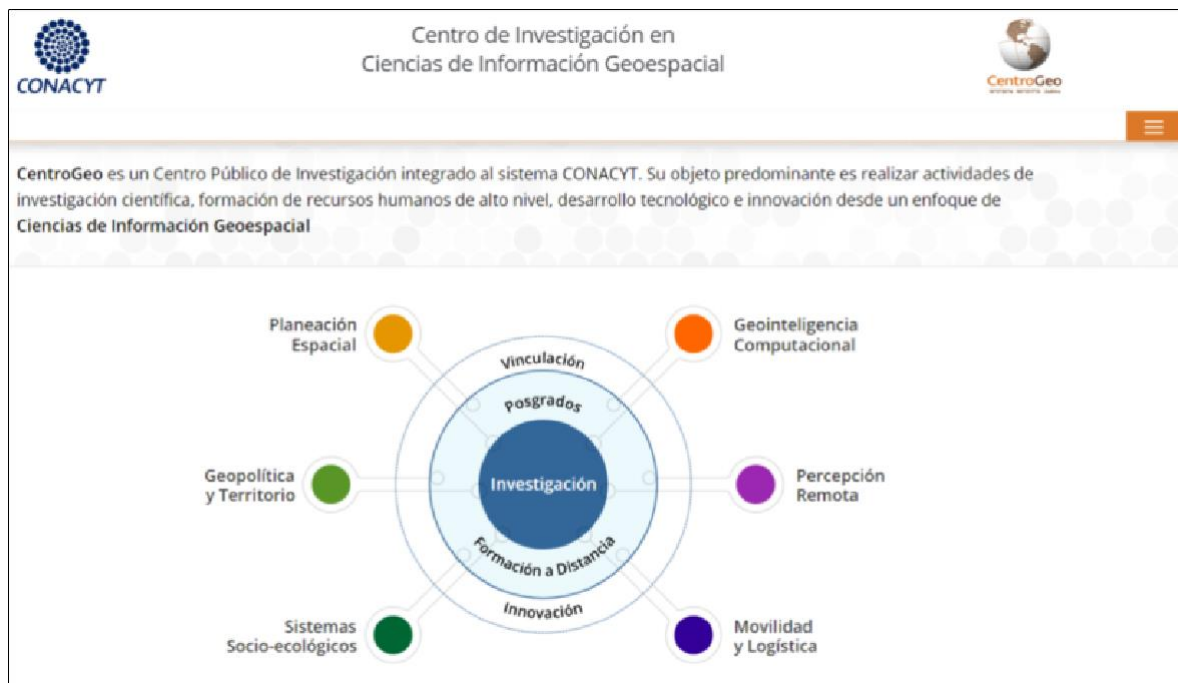 Centro de Investigación en
Ciencias de Información Geoespacial
CONACYT
CentroGeo
CentroGeo es un Centro Público de Investigación integrado al sistema CONACYT. Su objeto predominante es realizar actividades de
investigación científica, formación de recursos humanos de alto nivel, desarrollo tecnológico e innovación desde un enfoque de
Ciencias de Información Geoespacial
Planeación
Espacial
Geointeligencia
Computacional
Vinculación
Posgrados
Geopolítica
y Territorio
Investigación
Percepción
Remota
Formación a Distancia
Innovación
Sistemas
Socio-ecológicos
Movilidad
y Logística